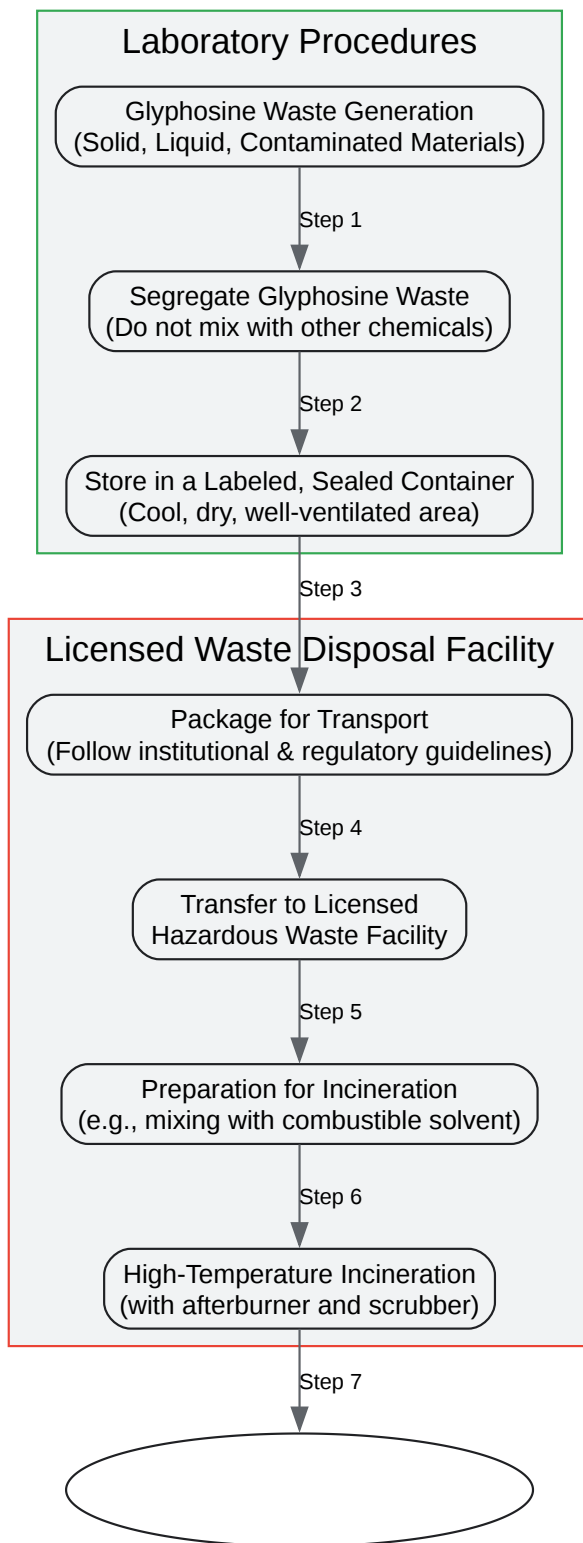 Laboratory Procedures
Glyphosine Waste Generation
(Solid, Liquid, Contaminated Materials)
Step 1
Segregate Glyphosine Waste
(Do not mix with other chemicals)
Step 2
Store in a Labeled, Sealed Container
(Cool, dry, well-ventilated area)
Step 3
Licensed Waste Disposal Facility
Package for Transport
(Follow institutional & regulatory guidelines)
Step 4
Transfer to Licensed
Hazardous Waste Facility
Step 5
Preparation for Incineration
(e.g., mixing with combustible solvent)
Step 6
High-Temperature Incineration
(with afterburner and scrubber)
Step 7